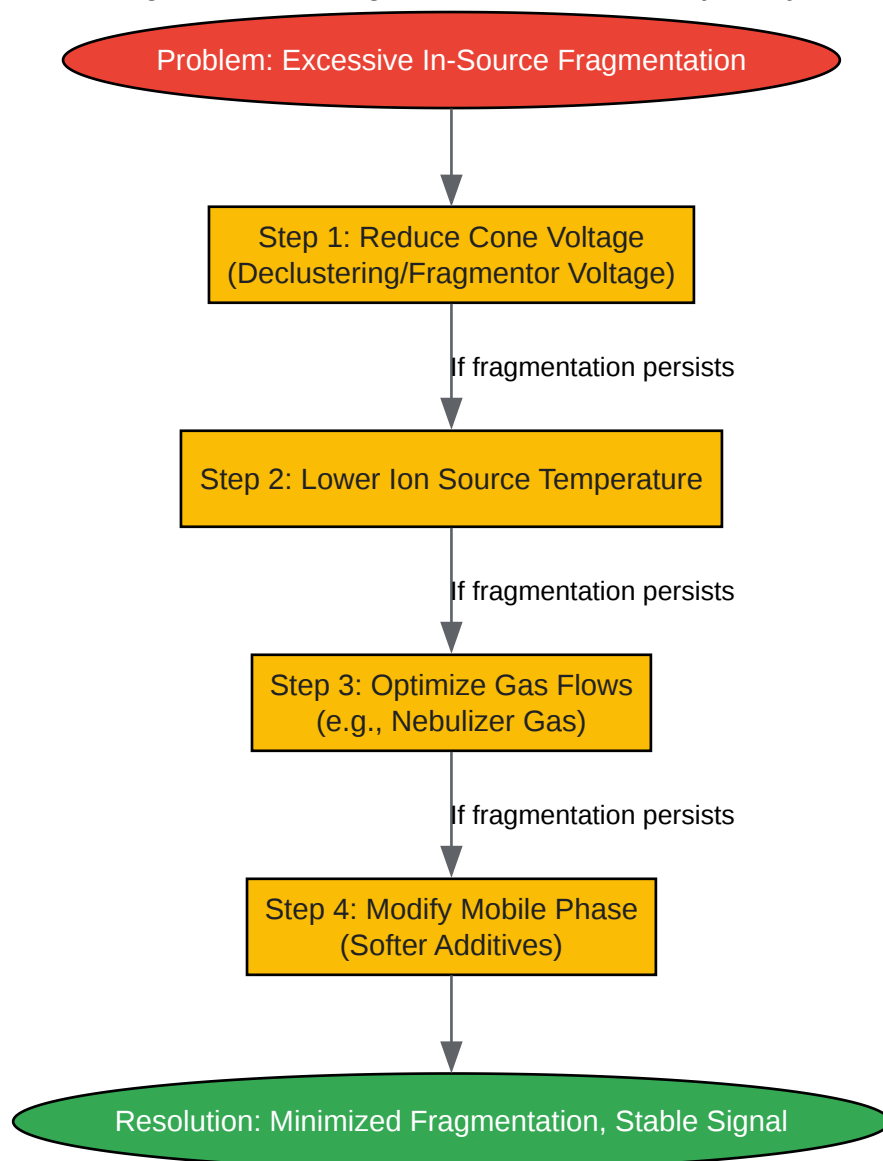 Problem: Excessive In-Source Fragmentation
Step 1: Reduce Cone Voltage
(Declustering/Fragmentor Voltage)
If fragmentation persists
Step 2: Lower Ion Source Temperature
If fragmentation persists
Step 3: Optimize Gas Flows
(e.g., Nebulizer Gas)
If fragmentation persists
Step 4: Modify Mobile Phase
(Softer Additives)
Resolution: Minimized Fragmentation, Stable Signal